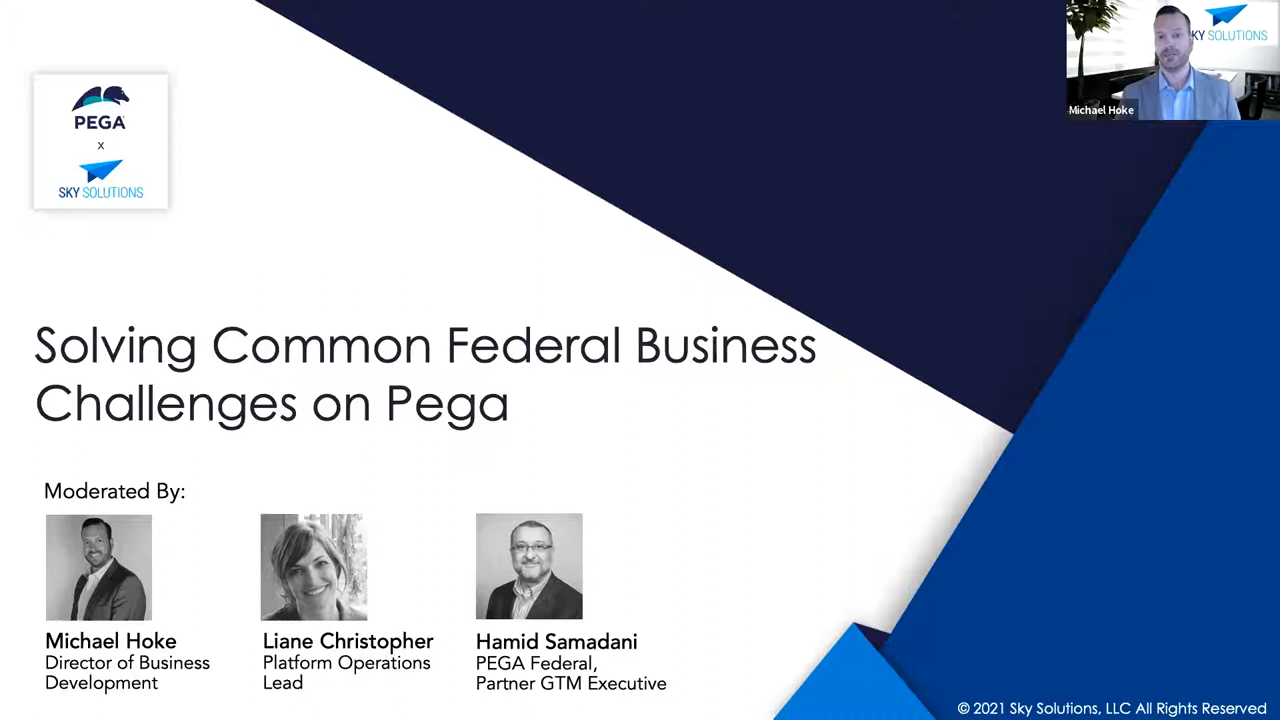 PEGA
x
SKY SOLUTIONS
KY SOLUTIONS
Michael Hoke
Solving Common Federal Business
Challenges on Pega
Moderated By:
Michael Hoke
Director of Business
Development
Liane Christopher
Platform Operations
Lead
Hamid Samadani
PEGA Federal,
Partner GTM Executive
© 2021 Sky Solutions, LLC All Rights Reserved